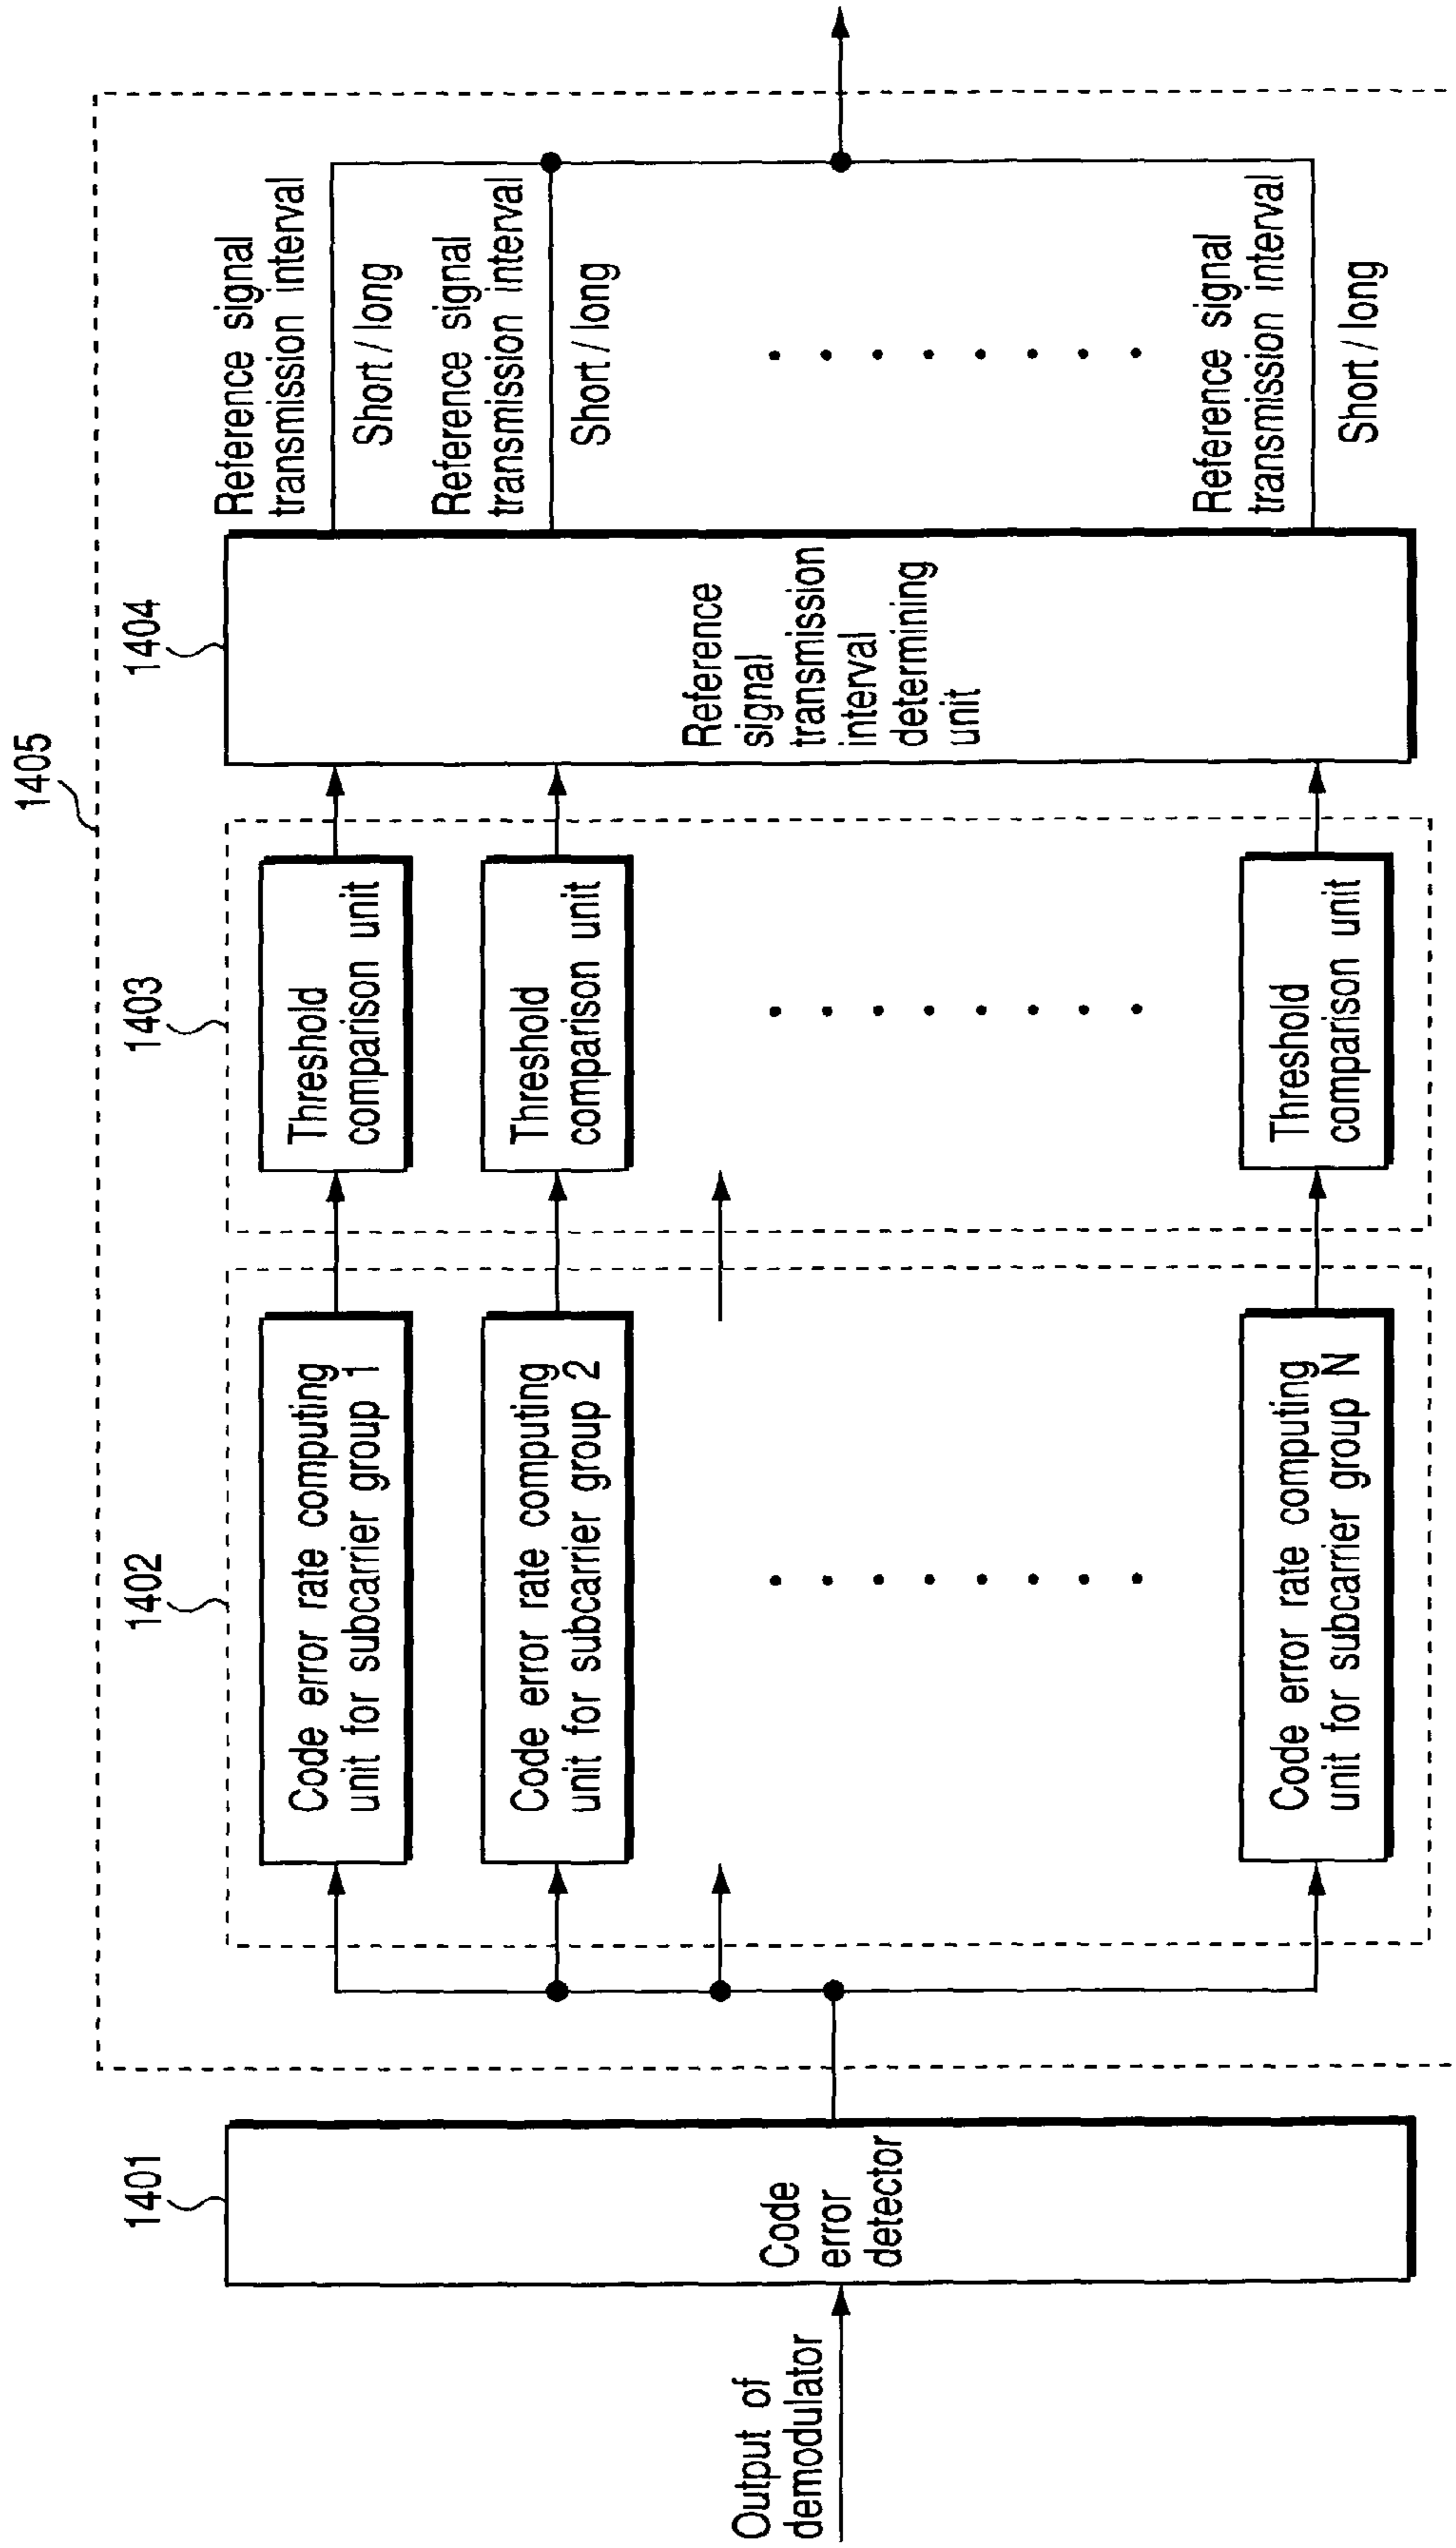 1405
1401
1402
1403
1404
Output of
demodulator
Code
error
detector
Code error rate computing
unit for subcarrier group 1
Code error rate computing
unit for subcarrier group 2
Code error rate computing
unit for subcarrier group N
Threshold
comparison unit
Threshold
comparison unit
Threshold
comparison unit
Reference
signal
transmission
interval
determining
unit
Reference signal
transmission interval
Short / long
Reference signal
transmission interval
Short / long
Reference signal
transmission interval
Short / long